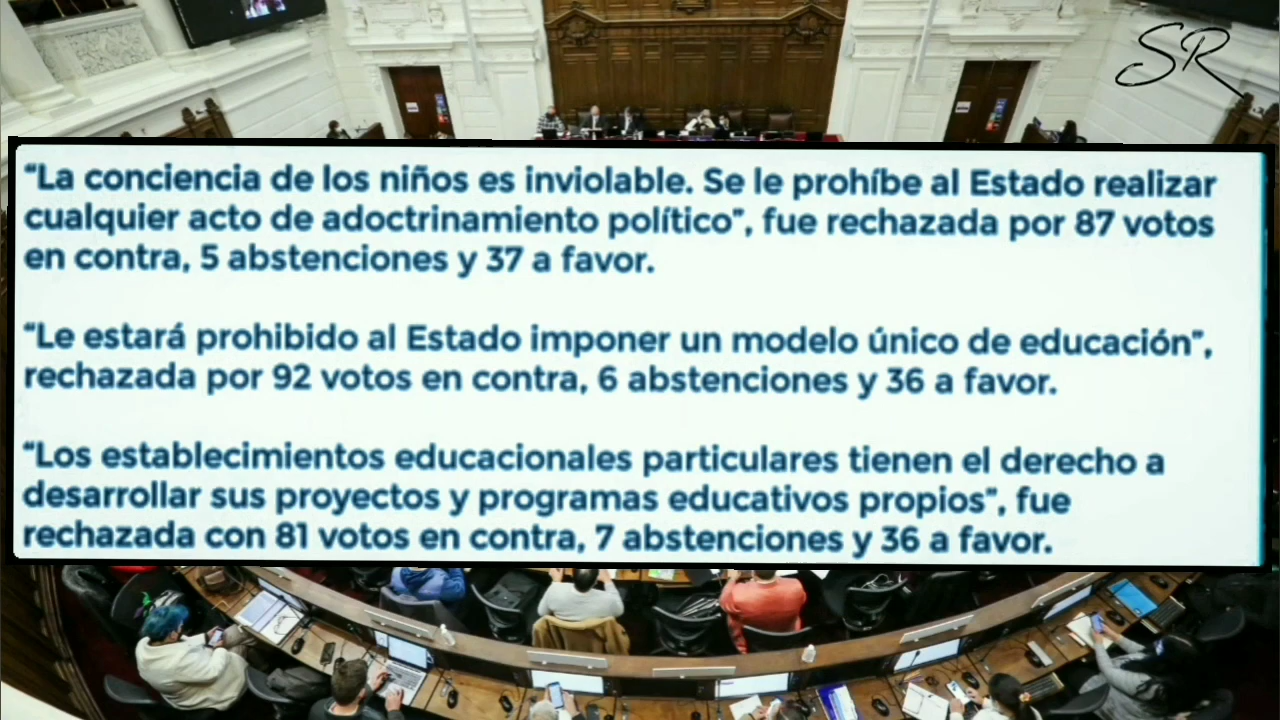 SR
“La conciencia de los niños es inviolable. Se le prohíbe al Estado realizar
cualquier acto de adoctrinamiento político”, fue rechazada por 87 votos
en contra, 5 abstenciones y 37 a favor.
“Le estará prohibido al Estado imponer un modelo único de educación”,
rechazada por 92 votos en contra, 6 abstenciones y 36 a favor.
“Los establecimientos educacionales particulares tienen el derecho a
desarrollar sus proyectos y programas educativos propios”, fue
rechazada con 81 votos en contra, 7 abstenciones y 36 a favor.